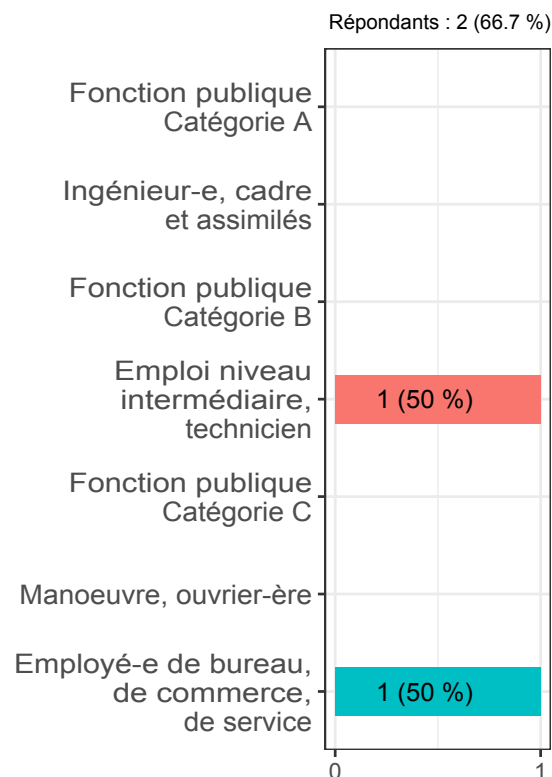 Répondants : 2 (66.7 %)
Fonction publique
Catégorie A
Ingénieur-e, cadre
et assimilés
Fonction publique
Catégorie B
Emploi niveau
intermédiaire,
technicien
1 (50 %)
Fonction publique
Catégorie C
Manoeuvre, ouvrier-ère
Employé-e de bureau,
de commerce,
de service
1 (50 %)
0
1